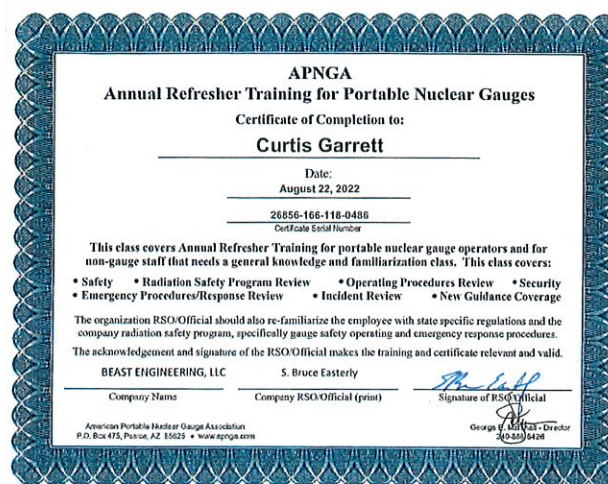 APNGA
Annual Refresher Training for Portable Nuclear Gauges
Certificate of Completion to:
Curtis Garrett
Date:
August 22, 2022
26856-166-118-0486
Certificate Serial Number
This class covers Annual Refresher Training for portable nuclear gauge operators and for
non-gauge staff that needs a general knowledge and familiarization class. This class covers:
• Safety • Radiation Safety Program Review • Operating Procedures Review • Security
• Emergency Procedures/Response Review • Incident Review • New Guidance Coverage
The organization RSO/Official should also re-familiarize the employee with state specific regulations and the
company radiation safety program, specifically gauge safety operating and emergency response procedures.
The acknowledgement and signature of the RSO/Official makes the training and certificate relevant and valid.
BEAST ENGINEERING, LLC S. Bruce Easterly
Company Name Company RSO/Official (print) Signature of RSO/Official
American Portable Nuclear Gauge Association George - Director
P.O. Box 475, Pearce, AZ 85625 • www.apnga.com